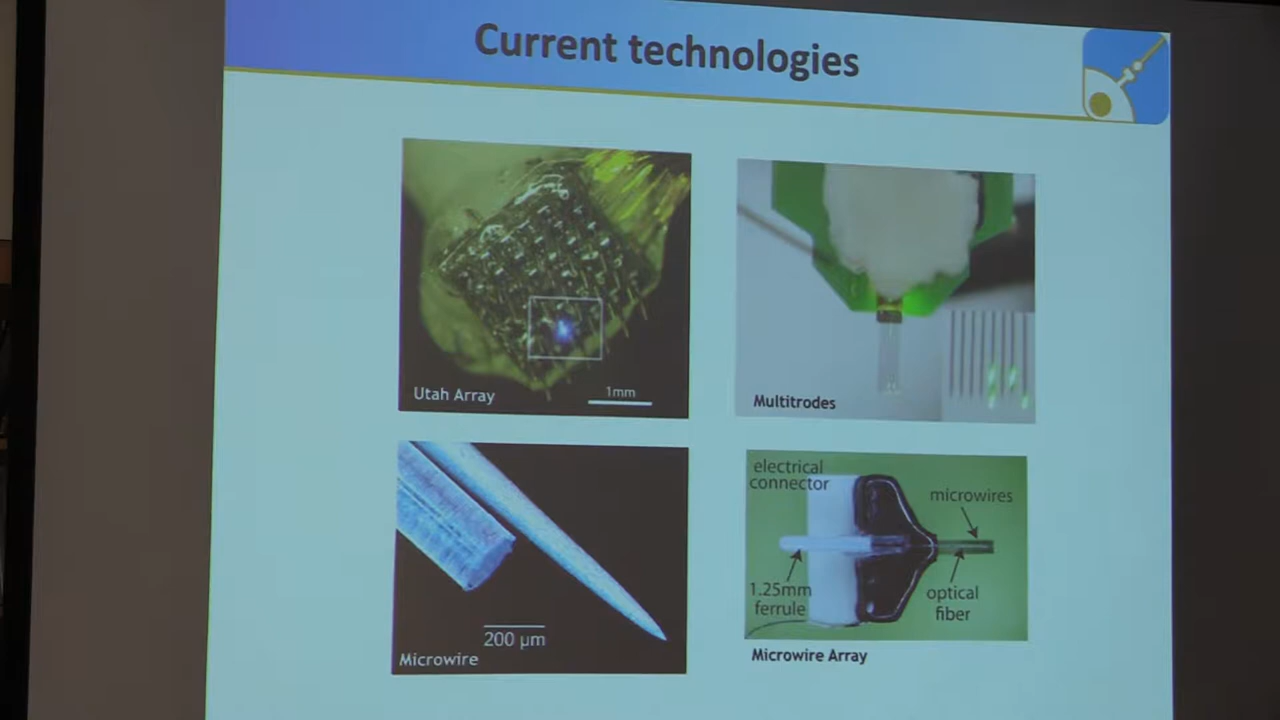 Current technologies
Utah Array
1mm
Multitrodes
200 µm
Microwire
electrical
connector
microwires
1.25mm
ferrule
optical
fiber
Microwire Array